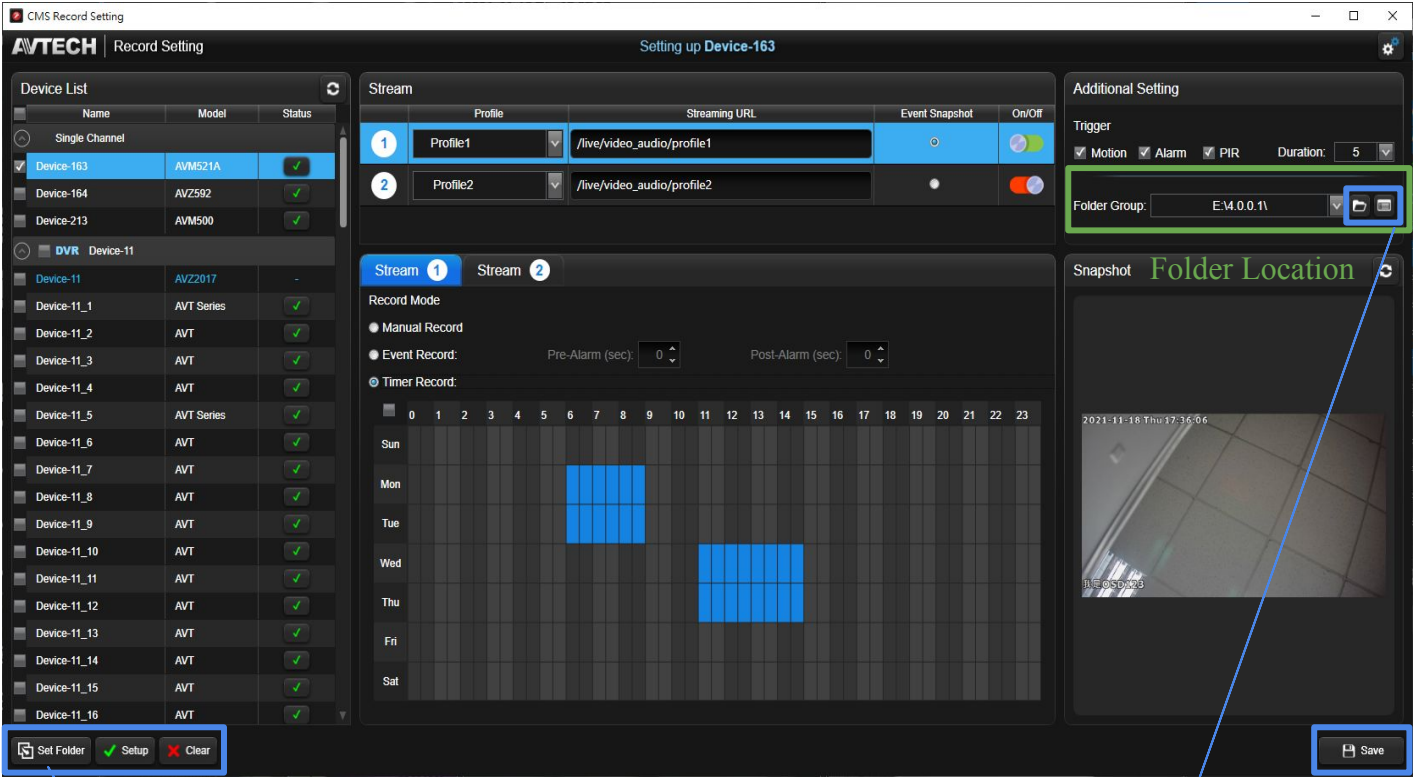 CMS Record Setting
AVTECH Record Setting
Setting up Device-163
Device List
Name Model Status
Single Channel
Device-163 AVM521A
Device-164 AVZ592
Device-213 AVM500
DVR Device-11
Device-11 AVZ2017 -
Device-11_1 AVT Series
Device-11_2 AVT
Device-11_3 AVT
Device-11_4 AVT
Device-11_5 AVT Series
Device-11_6 AVT
Device-11_7 AVT
Device-11_8 AVT
Device-11_9 AVT
Device-11_10 AVT
Device-11_11 AVT
Device-11_12 AVT
Device-11_13 AVT
Device-11_14 AVT
Device-11_15 AVT
Device-11_16 AVT
Set Folder Setup Clear
Stream
Profile Streaming URL Event Snapshot On/Off
1 Profile1 /live/video_audio/profile1
2 Profile2 /live/video_audio/profile2
Stream 1 Stream 2
Record Mode
Manual Record
Event Record: Pre-Alarm (sec): 0 Post-Alarm (sec): 0
Timer Record:
0 1 2 3 4 5 6 7 8 9 10 11 12 13 14 15 16 17 18 19 20 21 22 23
Sun
Mon
Tue
Wed
Thu
Fri
Sat
Additional Setting
Trigger
Motion Alarm PIR Duration: 5
Folder Group: E:\4.0.0.1\
Snapshot Folder Location
2021-11-18 Thu 17:36:06
我是OSD123
Save